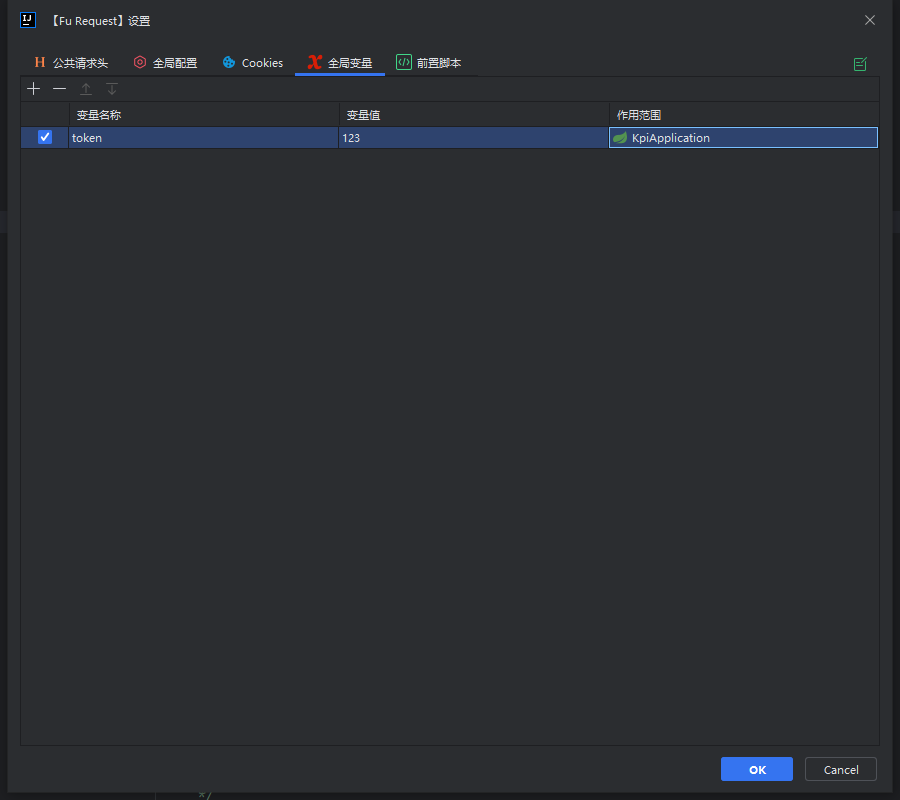 【Fu Request】设置
公共请求头 全局配置 Cookies 全局变量 前置脚本
变量名称 变量值 作用范围
token 123 KpiApplication
OK Cancel
*/